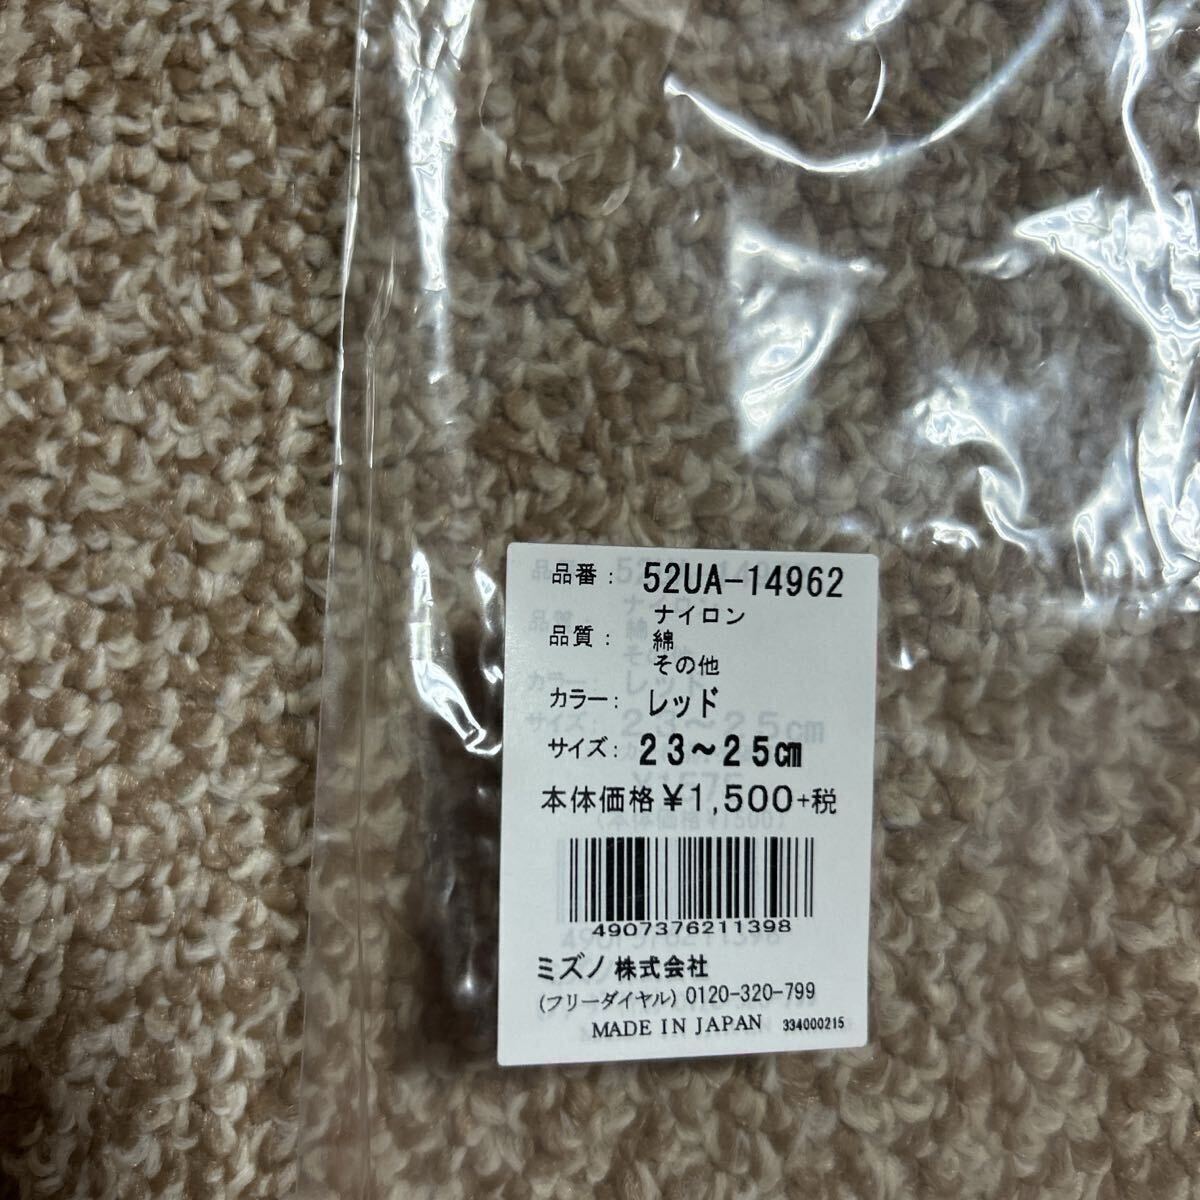 品番： 52UA-14962
品質： ナイロン
綿
その他
カラー： レッド
サイズ： 23～25㎝
本体価格￥1,500+税
4907376211398
ミズノ株式会社
(フリーダイヤル) 0120-320-799
MADE IN JAPAN 334000215